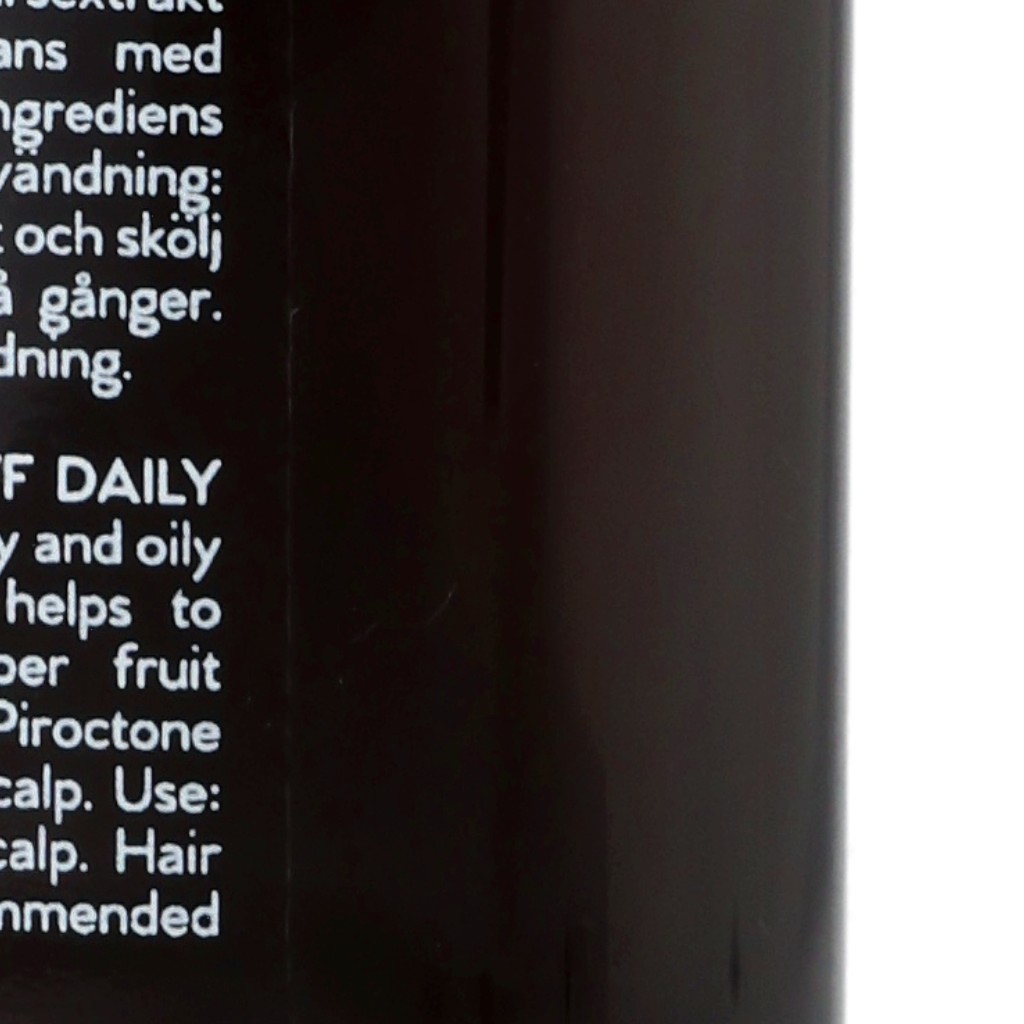 ans med
ngrediens
vändning:
och skölj
å gånger.
dning.
F DAILY
y and oily
helps to
per fruit
Piroctone
calp. Use:
calp. Hair
mmended